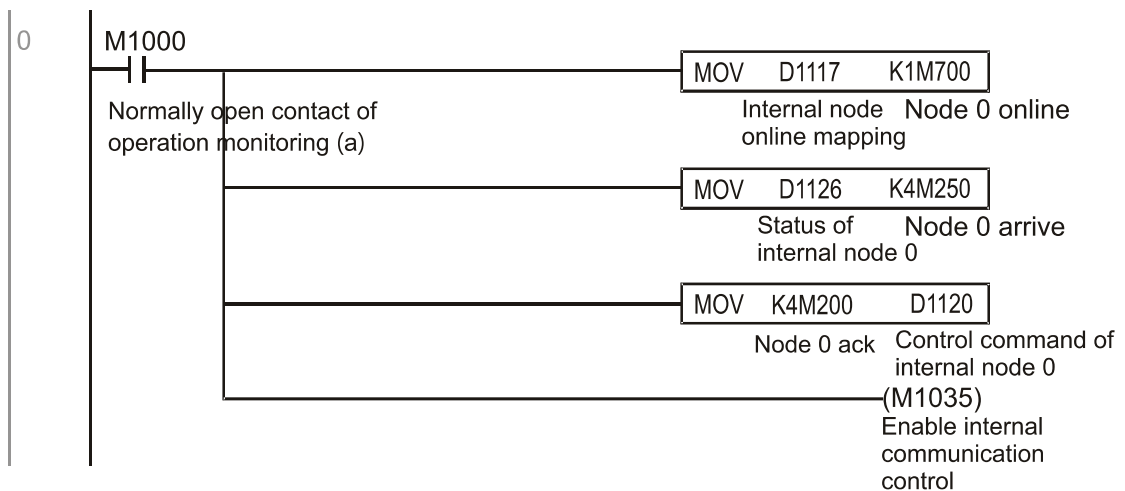 0
M1000
Normally open contact of
operation monitoring (a)
MOV D1117 K1M700
Internal node Node 0 online
online mapping
MOV D1126 K4M250
Status of Node 0 arrive
internal node 0
MOV K4M200 D1120
Node 0 ack Control command of
internal node 0
(M1035)
Enable internal
communication
control